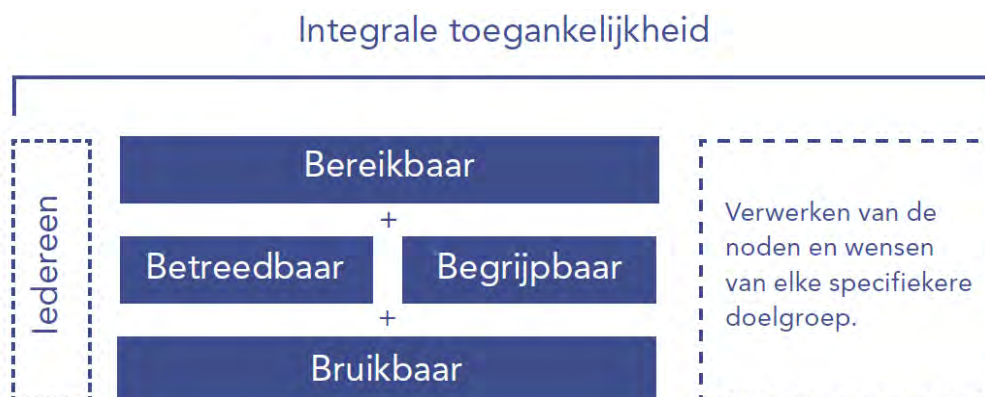 Integrale toegankelijkheid
Iedereen
Bereikbaar
+
Betreedbaar Begrijpbaar
+
Bruikbaar
Verwerken van de
noden en wensen
van elke specifiekere
doelgroep.